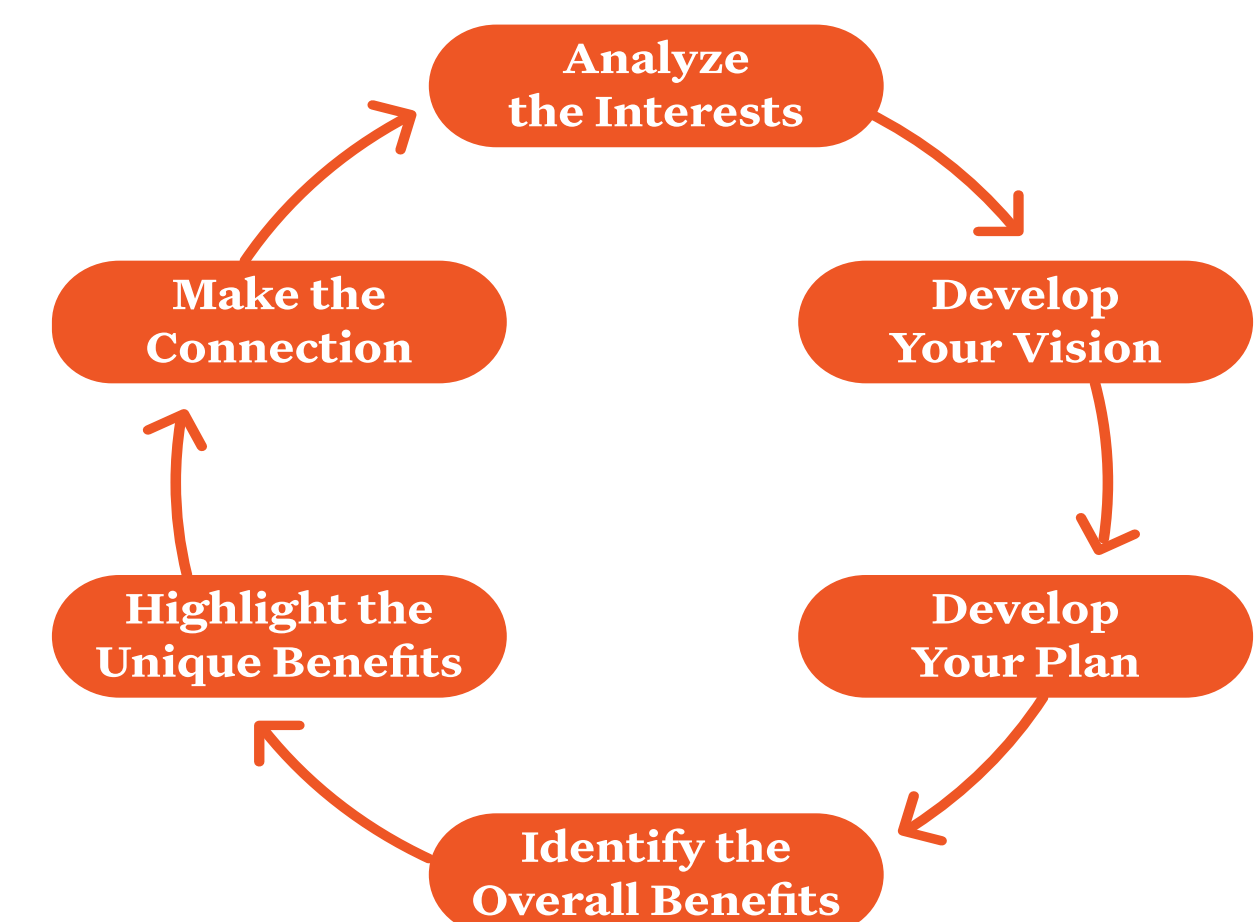 Analyze
the Interests
Develop
Your Vision
Develop
Your Plan
Identify the
Overall Benefits
Highlight the
Unique Benefits
Make the
Connection